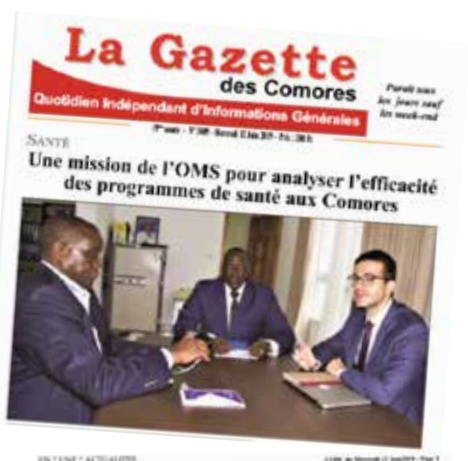 La Gazette
des Comores
Paraît tous
les jours sauf
les week-end
Quotidien Indépendant d'Informations Générales
SANTÉ
Une mission de l'OMS pour analyser l'efficacité
des programmes de santé aux Comores